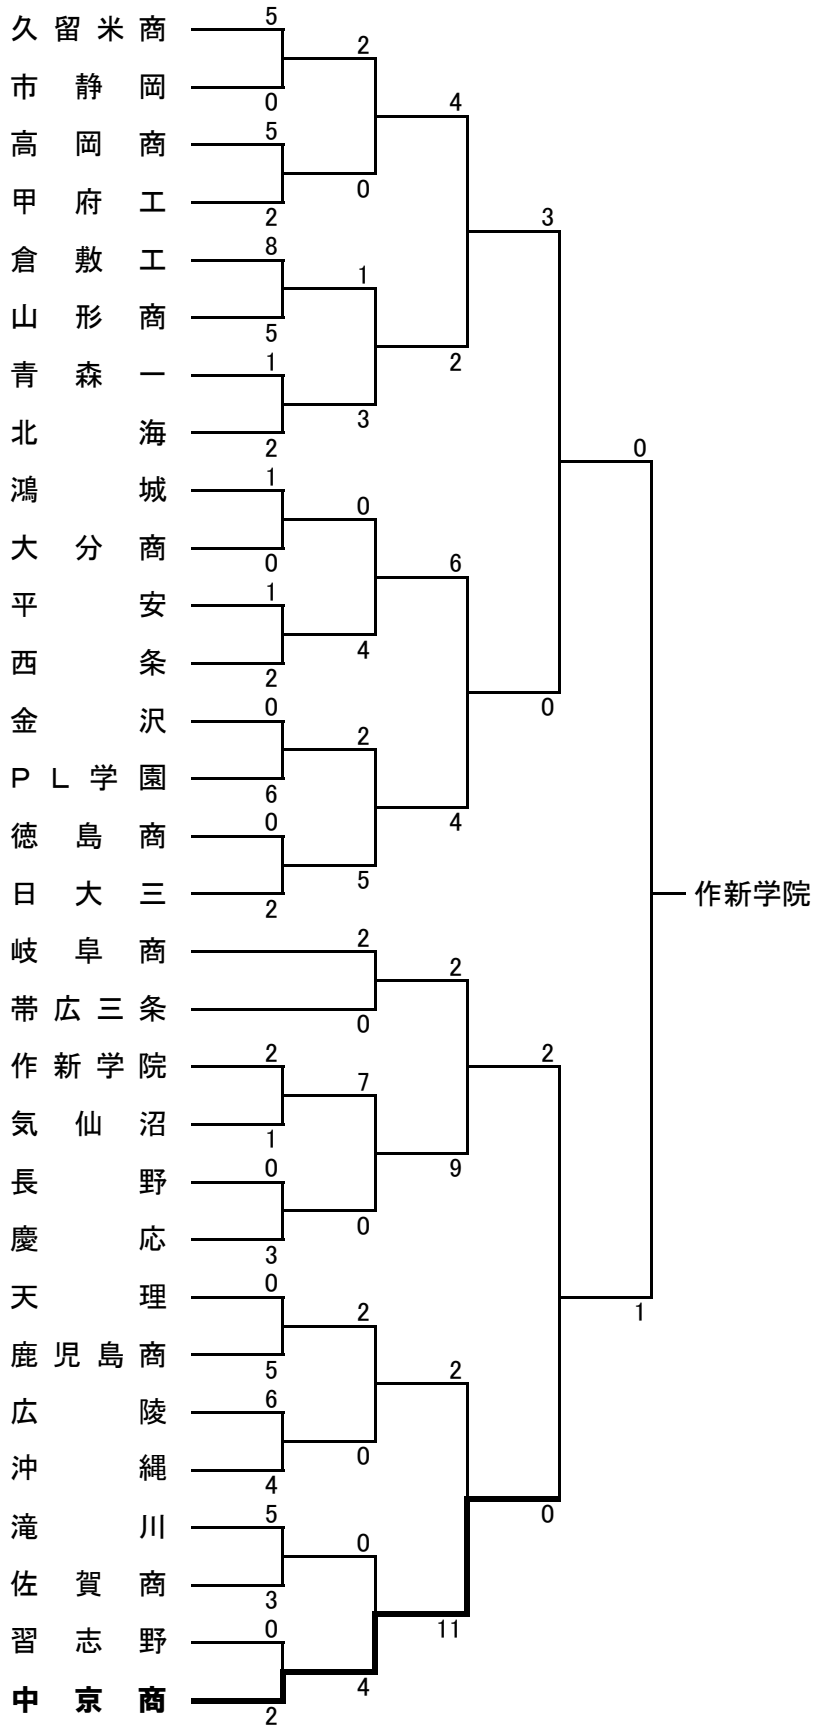 久留米商 5
2
市静岡 0
4
高岡商 5
0
甲府工 2
3
倉敷工 8
1
山形商 5
2
青森一 1
3
北海 2
0
鴻城 1
0
大分商 0
6
平安 1
4
西条 2
0
金沢 0
2
PL学園 6
4
徳島商 0
5
日大三 2
作新学院
岐阜商 2
2
帯広三条 0
2
作新学院 2
7
気仙沼 1
9
長野 0
0
慶応 3
天理 0
2
1
鹿児島商 5
2
広陵 6
0
沖縄 4
0
滝川 5
0
佐賀商 3
11
習志野 0
4
中京商 2